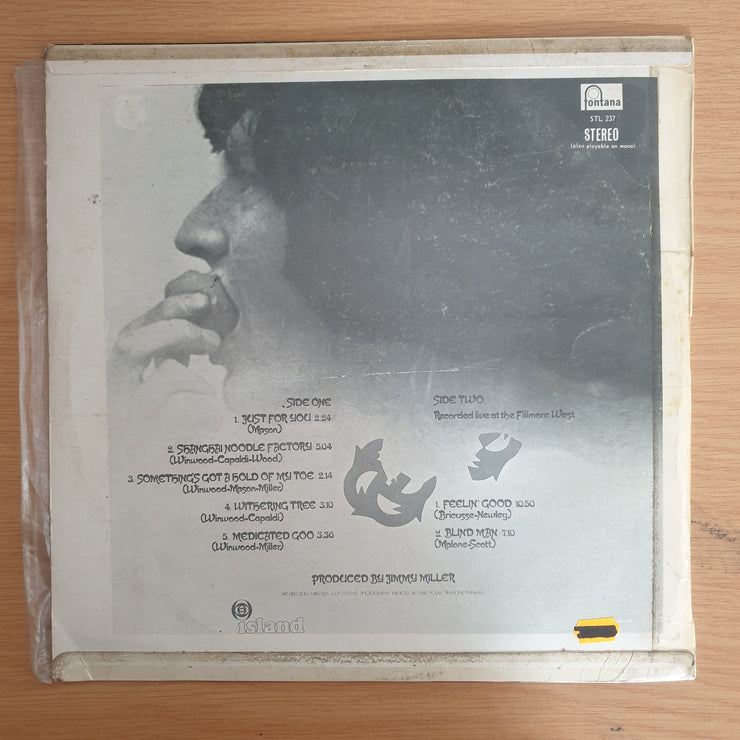 fontana
STL. 237
STEREO
(also playable on mono)
SIDE ONE
1. JUST FOR YOU 2.24
(Mason)
2. SHANGHAI NOODLE FACTORY 5.04
(Winwood-Capaldi-Wood)
3. SOMETHING'S GOT A HOLD OF MY TOE 2.14
(Winwood-Mason-Miller)
4. WITHERING TREE 3.10
(Winwood-Capaldi)
5. MEDICATED GOO 3.36
(Winwood-Miller)
SIDE TWO
Recorded live at the Fillmore West
1. FEELIN' GOOD 10.50
(Bricusse-Newley)
2. BLIND MAN 7.10
(Malone-Scott)
PRODUCED BY JIMMY MILLER
ART DIRECTION
island